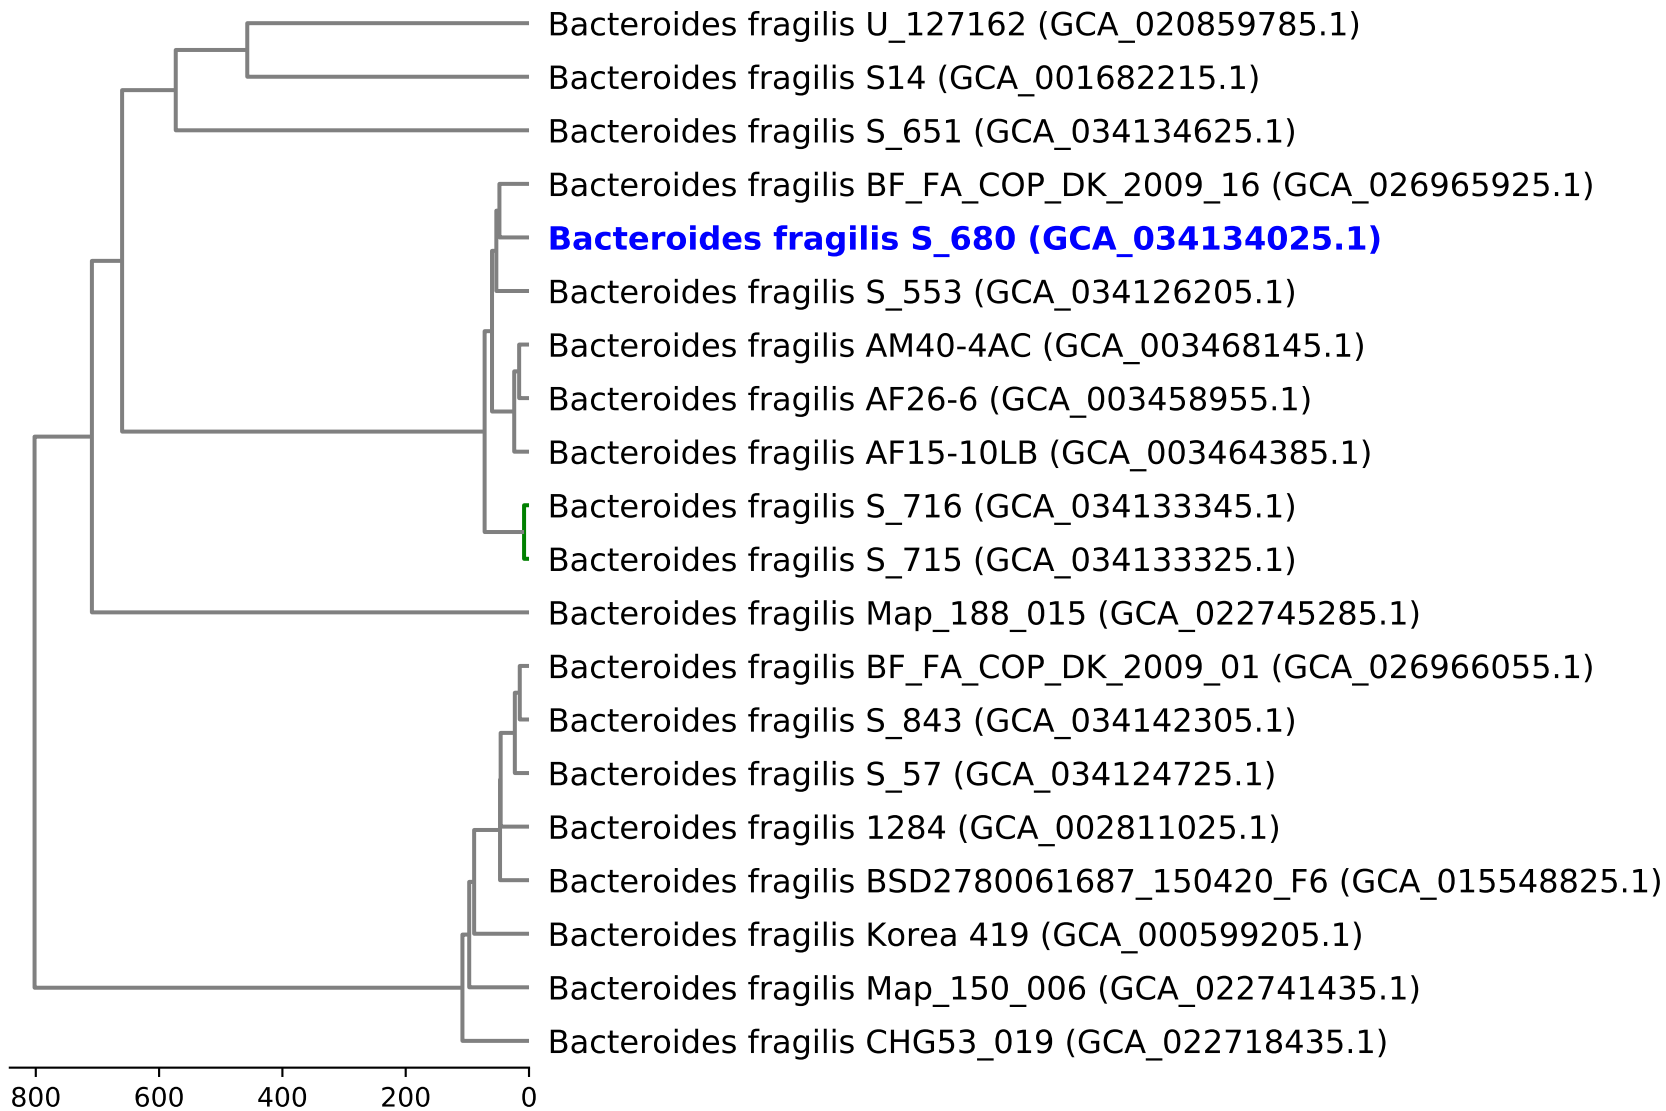 Bacteroides fragilis U_127162 (GCA_020859785.1)
Bacteroides fragilis S14 (GCA_001682215.1)
Bacteroides fragilis S_651 (GCA_034134625.1)
Bacteroides fragilis BF_FA_COP_DK_2009_16 (GCA_026965925.1)
Bacteroides fragilis S_680 (GCA_034134025.1)
Bacteroides fragilis S_553 (GCA_034126205.1)
Bacteroides fragilis AM40-4AC (GCA_003468145.1)
Bacteroides fragilis AF26-6 (GCA_003458955.1)
Bacteroides fragilis AF15-10LB (GCA_003464385.1)
Bacteroides fragilis S_716 (GCA_034133345.1)
Bacteroides fragilis S_715 (GCA_034133325.1)
Bacteroides fragilis Map_188_015 (GCA_022745285.1)
Bacteroides fragilis BF_FA_COP_DK_2009_01 (GCA_026966055.1)
Bacteroides fragilis S_843 (GCA_034142305.1)
Bacteroides fragilis S_57 (GCA_034124725.1)
Bacteroides fragilis 1284 (GCA_002811025.1)
Bacteroides fragilis BSD2780061687_150420_F6 (GCA_015548825.1)
Bacteroides fragilis Korea 419 (GCA_000599205.1)
Bacteroides fragilis Map_150_006 (GCA_022741435.1)
Bacteroides fragilis CHG53_019 (GCA_022718435.1)
800 600 400 200 0